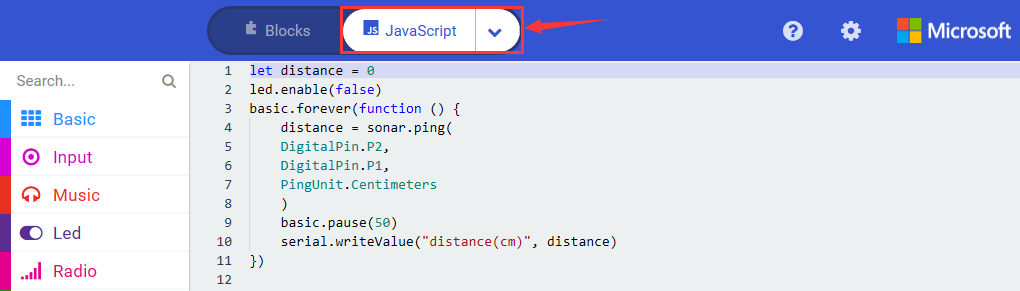 Blocks
JS JavaScript
?
Microsoft
Search...
Basic
Input
Music
Led
Radio
1 let distance = 0
2 led.enable(false)
3 basic.forever(function () {
4 distance = sonar.ping(
5 DigitalPin.P2,
6 DigitalPin.P1,
7 PingUnit.Centimeters
8 )
9 basic.pause(50)
10 serial.writeValue("distance(cm)", distance)
11 })
12